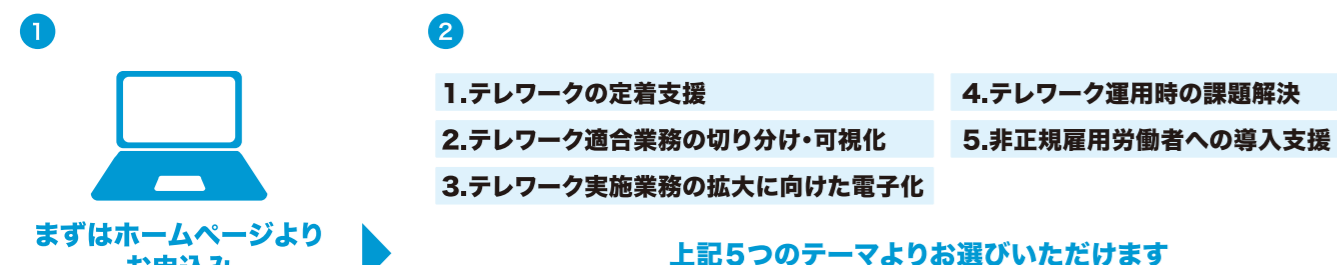 1
まずはホームページより
お申込み
2
1.テレワークの定着支援
2.テレワーク適合業務の切り分け・可視化
3.テレワーク実施業務の拡大に向けた電子化
4.テレワーク運用時の課題解決
5.非正規雇用労働者への導入支援
上記5つのテーマよりお選びいただけます